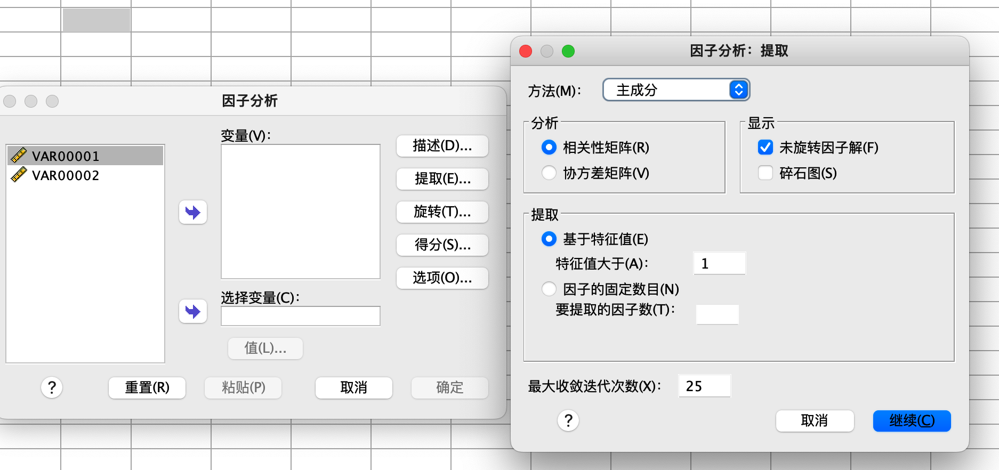 因子分析
VAR00001
VAR00002
变量(V)：
选择变量(C)：
值(L)...
描述(D)...
提取(E)...
旋转(T)...
得分(S)...
选项(O)...
?
重置(R)
粘贴(P)
取消
确定
因子分析：提取
方法(M)：
主成分
分析
相关性矩阵(R)
协方差矩阵(V)
显示
未旋转因子解(F)
碎石图(S)
提取
基于特征值(E)
特征值大于(A)：
1
因子的固定数目(N)
要提取的因子数(T)：
最大收敛迭代次数(X)：
25
?
取消
继续(C)